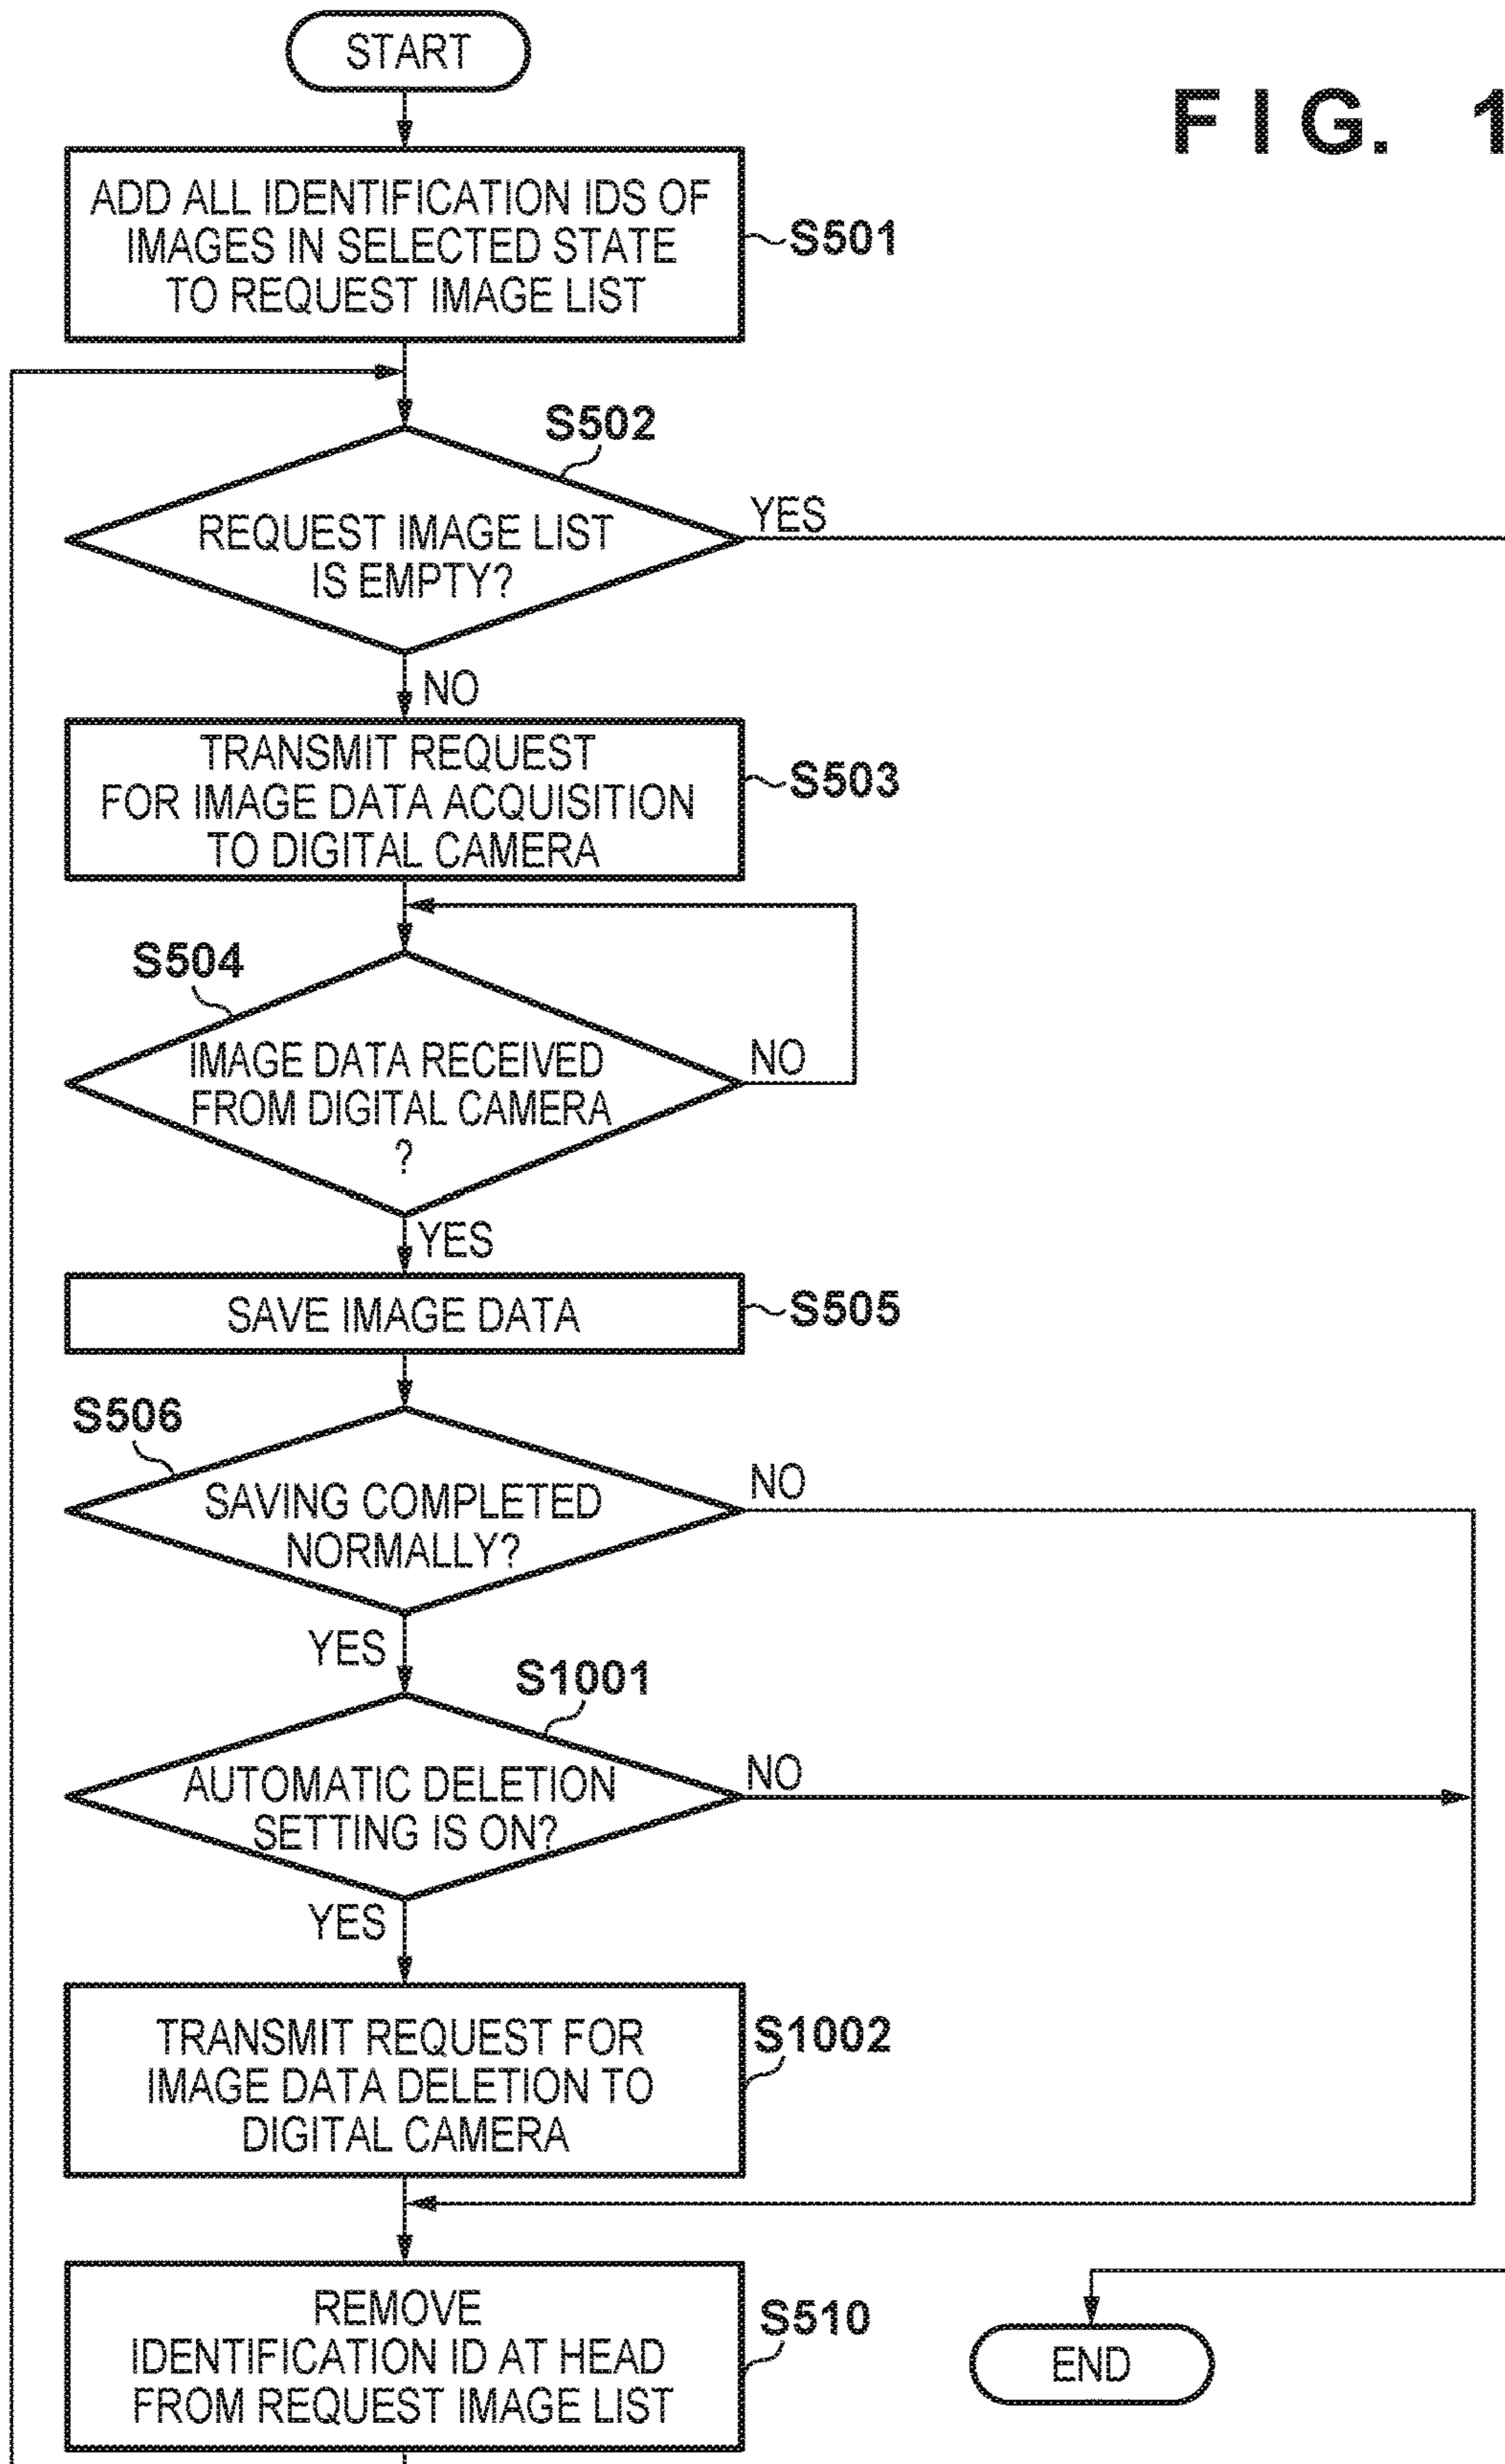 START
FIG. 1
ADD ALL IDENTIFICATION IDS OF
IMAGES IN SELECTED STATE
TO REQUEST IMAGE LIST
S501
S502
REQUEST IMAGE LIST
IS EMPTY?
YES
NO
TRANSMIT REQUEST
FOR IMAGE DATA ACQUISITION
TO DIGITAL CAMERA
S503
S504
IMAGE DATA RECEIVED
FROM DIGITAL CAMERA
?
NO
YES
SAVE IMAGE DATA
S505
S506
SAVING COMPLETED
NORMALLY?
NO
YES
S1001
AUTOMATIC DELETION
SETTING IS ON?
NO
YES
TRANSMIT REQUEST FOR
IMAGE DATA DELETION TO
DIGITAL CAMERA
S1002
REMOVE
IDENTIFICATION ID AT HEAD
FROM REQUEST IMAGE LIST
S510
END